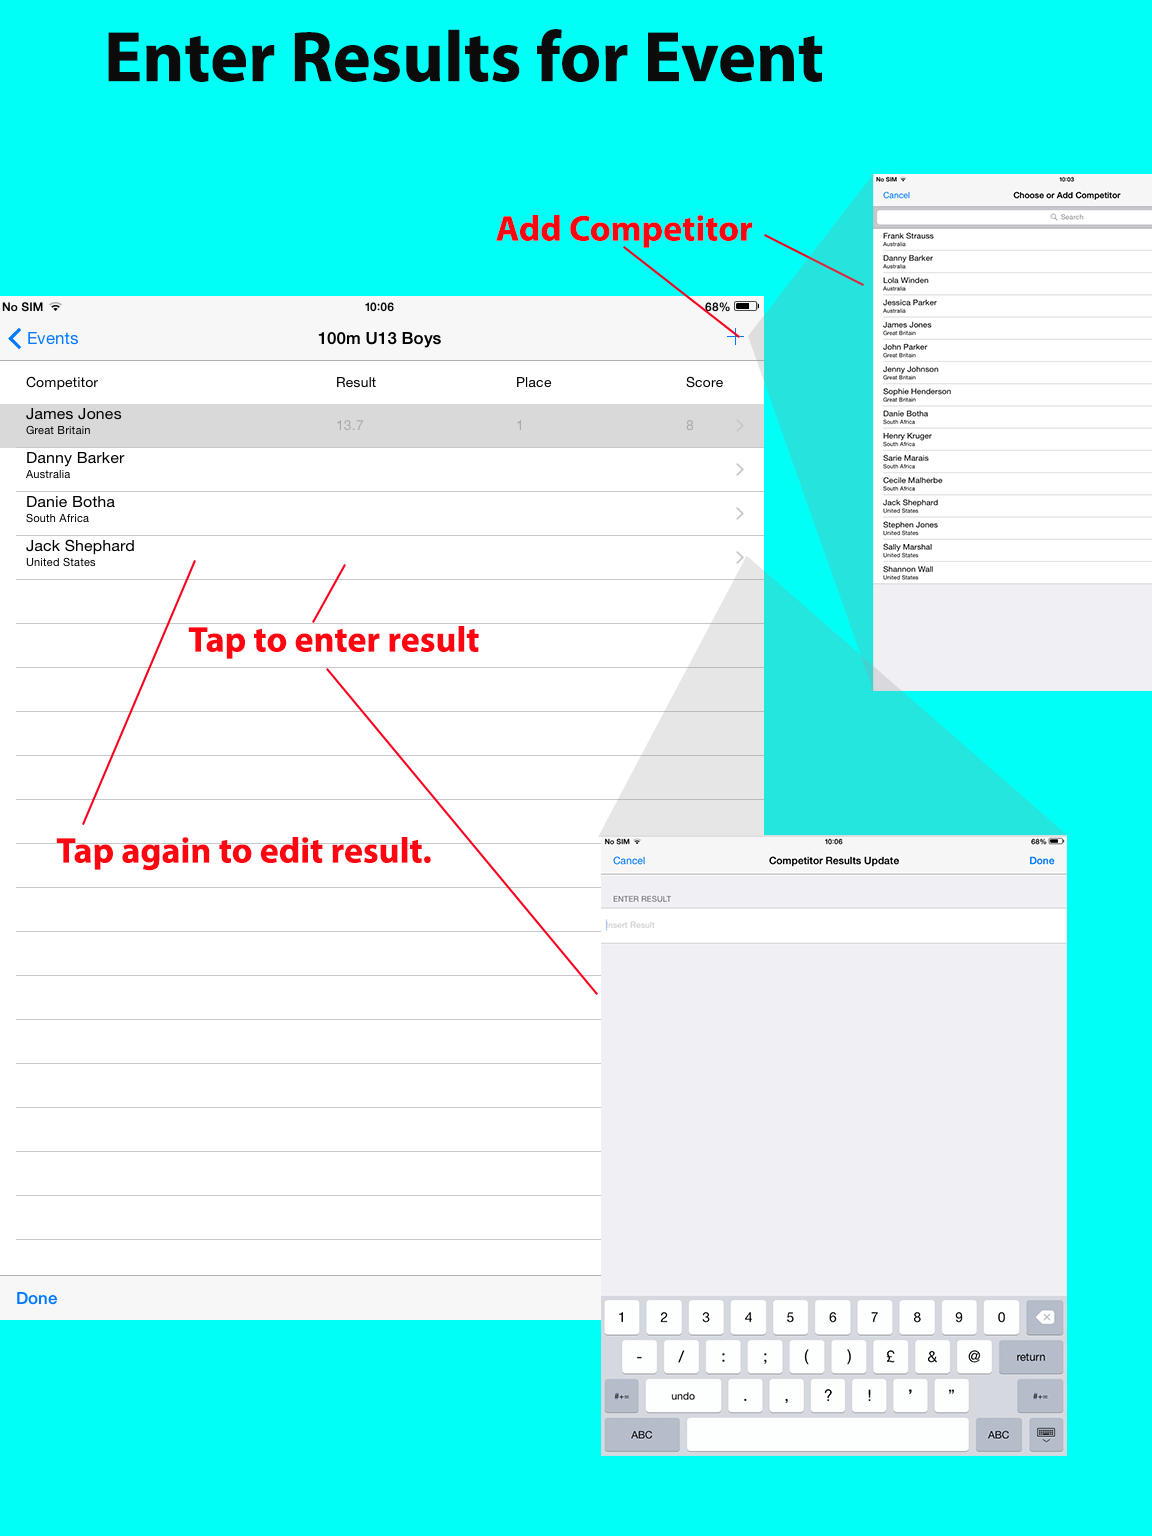 Enter Results for Event
Add Competitor
No SIM 10:03
Cancel Choose or Add Competitor
Search
Frank Strauss
Australia
Danny Barker
Australia
Lola Winden
Australia
Jessica Parker
Australia
James Jones
Great Britain
John Parker
Great Britain
Jenny Johnson
Great Britain
Sophie Henderson
Great Britain
Danie Botha
South Africa
Henry Kruger
South Africa
Sarie Marais
South Africa
Cecile Malherbe
South Africa
Jack Shephard
United States
Stephen Jones
United States
Sally Marshal
United States
Shannon Wall
United States
No SIM 10:06 68%
Events 100m U13 Boys +
Competitor Result Place Score
James Jones
Great Britain
13.7 1 8
Danny Barker
Australia
Danie Botha
South Africa
Jack Shephard
United States
Tap to enter result
Tap again to edit result.
Done
No SIM 10:06 68%
Cancel Competitor Results Update Done
ENTER RESULT
Insert Result
1 2 3 4 5 6 7 8 9 0
- / : ; ( ) £ & @ return
#+= undo . , ? ! ' " #+=
ABC ABC